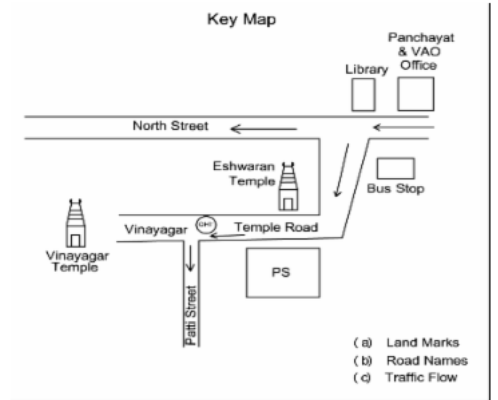 Key Map
Panchayat
& VAO
Office
Library
North Street
Eshwaran
Temple
Bus Stop
Vinayagar
Temple Road
Vinayagar
Temple
PS
Patti Street
(a) Land Marks
(b) Road Names
(c) Traffic Flow